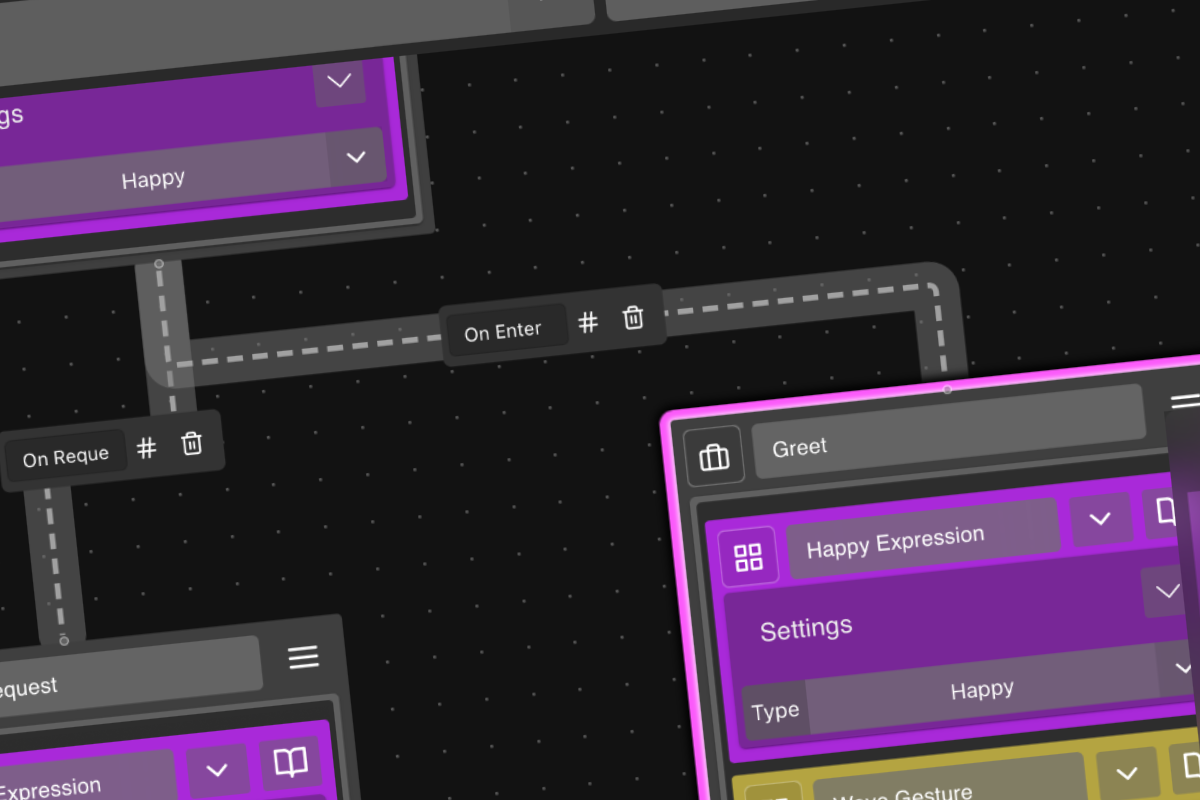 gs
Happy
On Enter
On Reque
Greet
Happy Expression
Settings
Happy
Type
equest
Expression
Wave Gesture